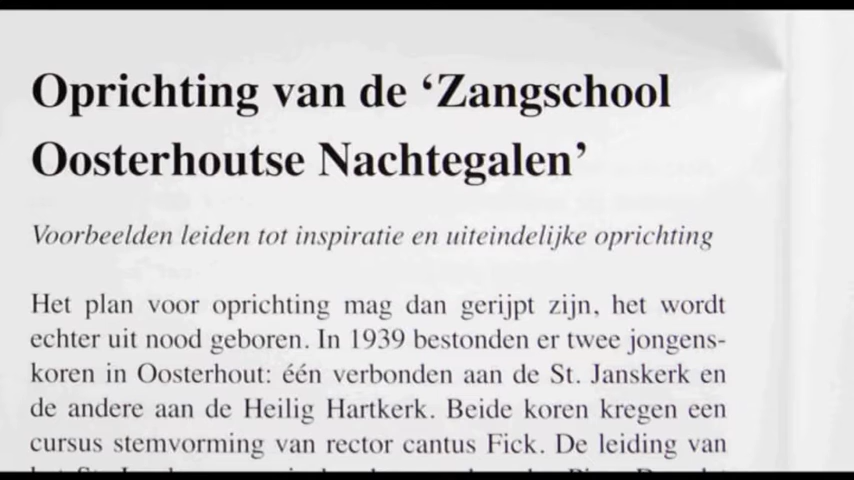 Oprichting van de ‘Zangschool
Oosterhoutse Nachtegalen’
Voorbeelden leiden tot inspiratie en uiteindelijke oprichting
Het plan voor oprichting mag dan gerijpt zijn, het wordt
echter uit nood geboren. In 1939 bestonden er twee jongens-
koren in Oosterhout: één verbonden aan de St. Janskerk en
de andere aan de Heilig Hartkerk. Beide koren kregen een
cursus stemvorming van rector cantus Fick. De leiding van